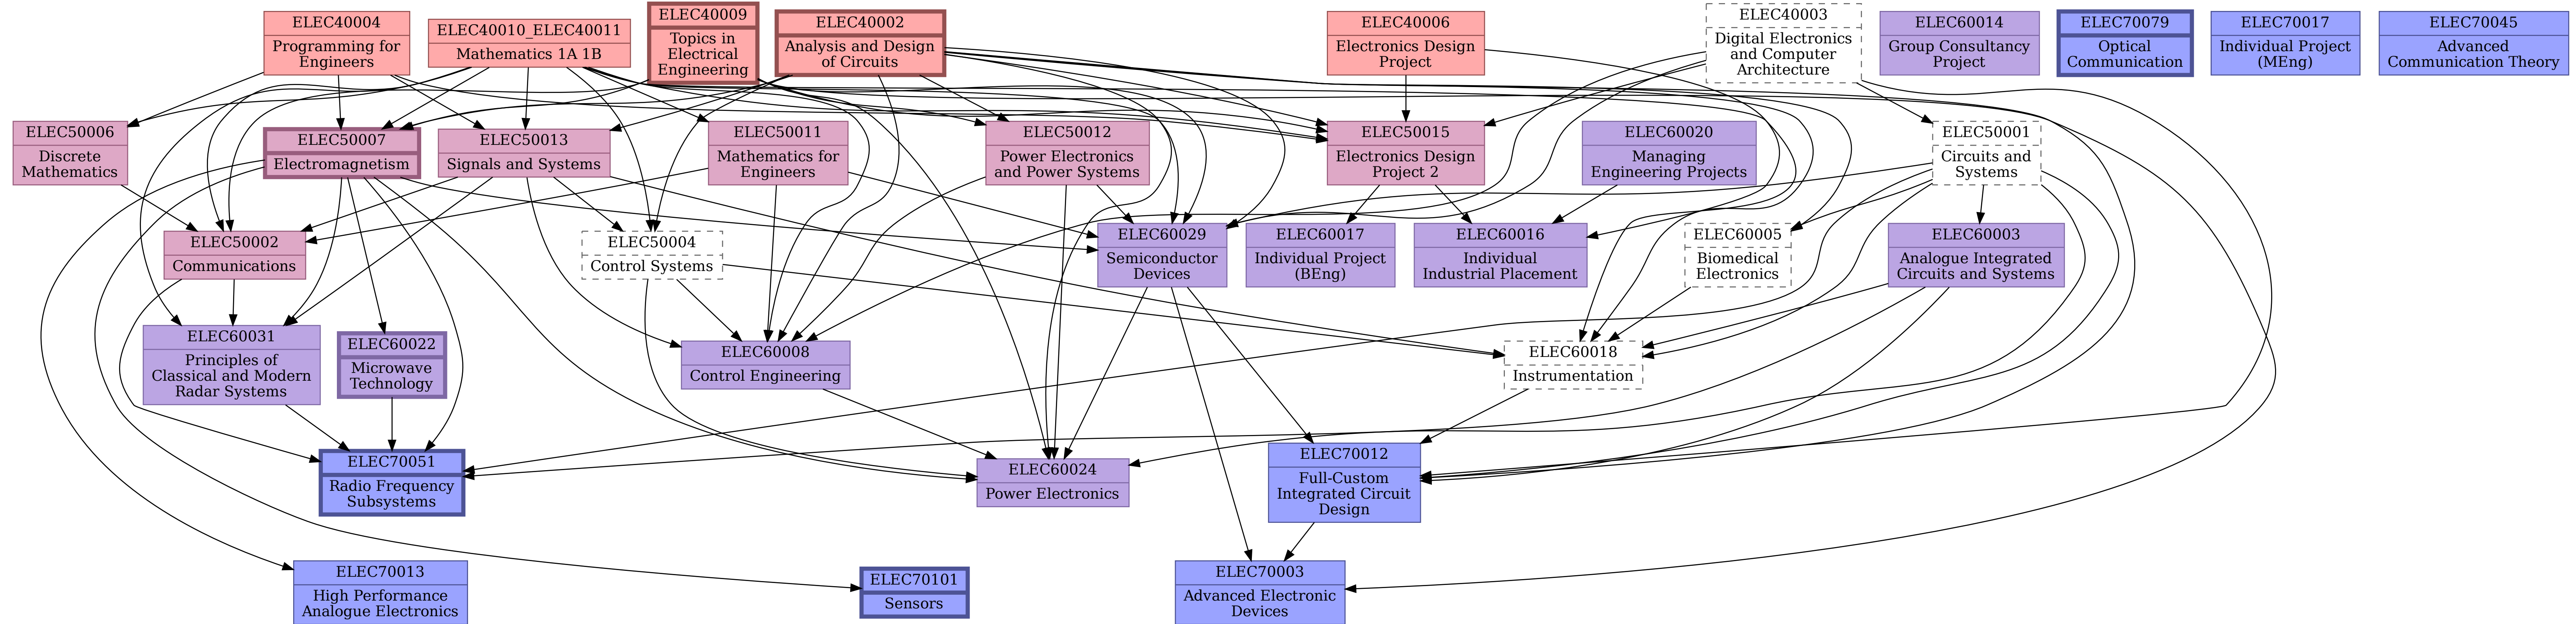 ELEC40004
Programming for
Engineers
ELEC40010_ELEC40011
Mathematics 1A 1B
ELEC40009
Topics in
Electrical
Engineering
ELEC40002
Analysis and Design
of Circuits
ELEC40006
Electronics Design
Project
ELEC40003
Digital Electronics
and Computer
Architecture
ELEC60014
Group Consultancy
Project
ELEC70079
Optical
Communication
ELEC70017
Individual Project
(MEng)
ELEC70045
Advanced
Communication Theory
ELEC50006
Discrete
Mathematics
ELEC50007
Electromagnetism
ELEC50013
Signals and Systems
ELEC50011
Mathematics for
Engineers
ELEC50012
Power Electronics
and Power Systems
ELEC50015
Electronics Design
Project 2
ELEC60020
Managing
Engineering Projects
ELEC50001
Circuits and
Systems
ELEC50002
Communications
ELEC50004
Control Systems
ELEC60029
Semiconductor
Devices
ELEC60017
Individual Project
(BEng)
ELEC60016
Individual
Industrial Placement
ELEC60005
Biomedical
Electronics
ELEC60003
Analogue Integrated
Circuits and Systems
ELEC60031
Principles of
Classical and Modern
Radar Systems
ELEC60022
Microwave
Technology
ELEC60008
Control Engineering
ELEC60018
Instrumentation
ELEC70051
Radio Frequency
Subsystems
ELEC60024
Power Electronics
ELEC70012
Full-Custom
Integrated Circuit
Design
ELEC70013
High Performance
Analogue Electronics
ELEC70101
Sensors
ELEC70003
Advanced Electronic
Devices